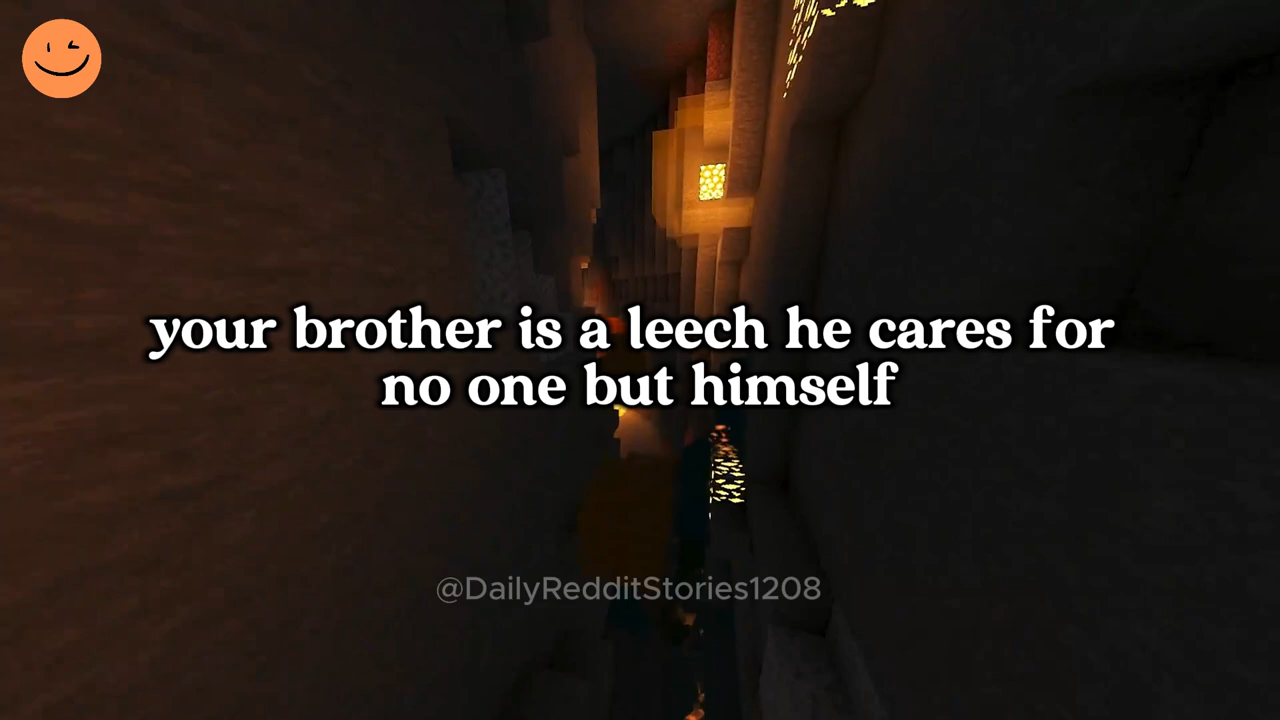 your brother is a leech he cares for
no one but himself
@DailyRedditStories1208